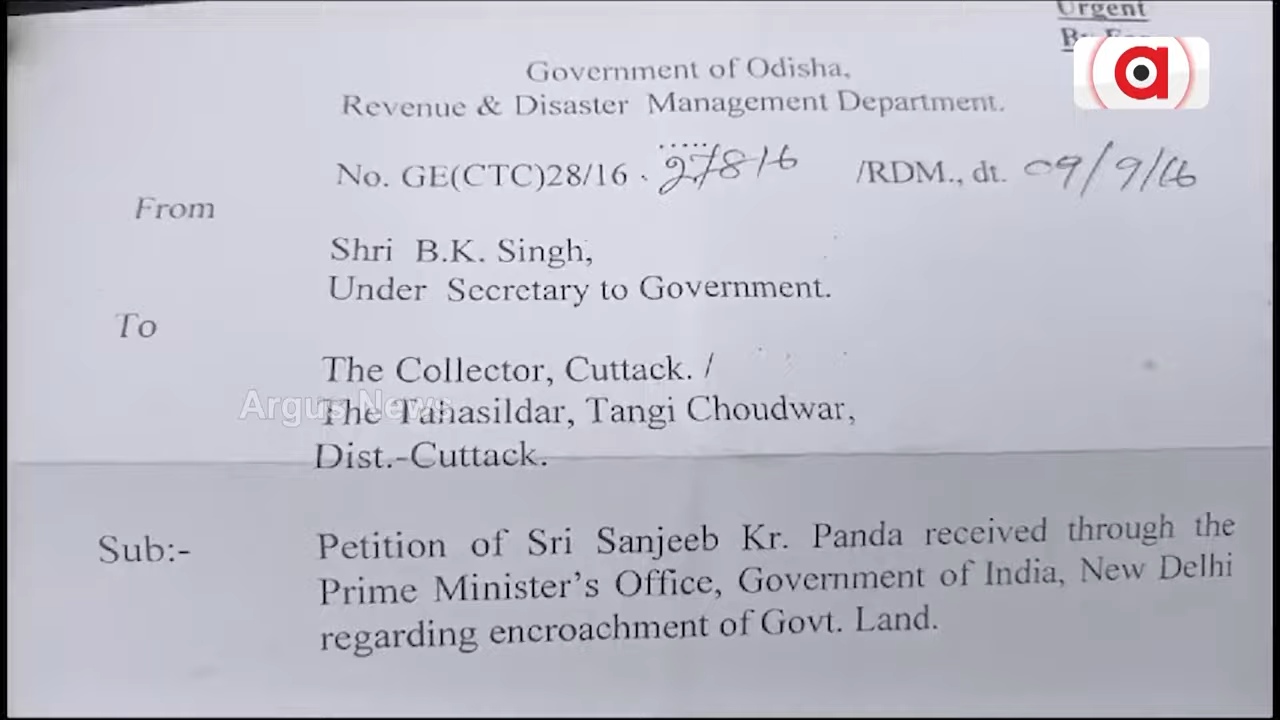 Urgent
Government of Odisha,
Revenue & Disaster Management Department.
No. GE(CTC)28/16 . 27816 /RDM., dt. 09/9/16
From
Shri B.K. Singh,
Under Secretary to Government.
To
The Collector, Cuttack. /
The Tahasildar, Tangi Choudwar,
Dist.-Cuttack.
Argus News
Sub:- Petition of Sri Sanjeeb Kr. Panda received through the
Prime Minister's Office, Government of India, New Delhi
regarding encroachment of Govt. Land.